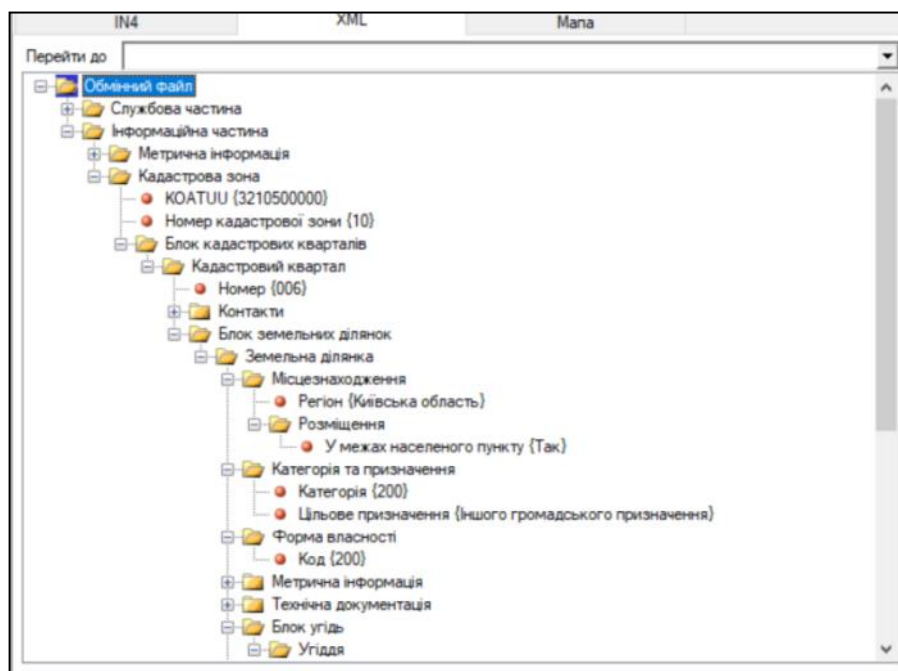 IN4 XML Мапа
Перейти до
Обмінний файл
Службова частина
Інформаційна частина
Метрична інформація
Кадастрова зона
KOATUU {3210500000}
Номер кадастрової зони {10}
Блок кадастрових кварталів
Кадастровий квартал
Номер {006}
Контакти
Блок земельних ділянок
Земельна ділянка
Місцезнаходження
Регіон {Київська область}
Розміщення
У межах населеного пункту {Так}
Категорія та призначення
Категорія {200}
Цільове призначення {Іншого громадського призначення}
Форма власності
Код {200}
Метрична інформація
Технічна документація
Блок угідь
Угіддя